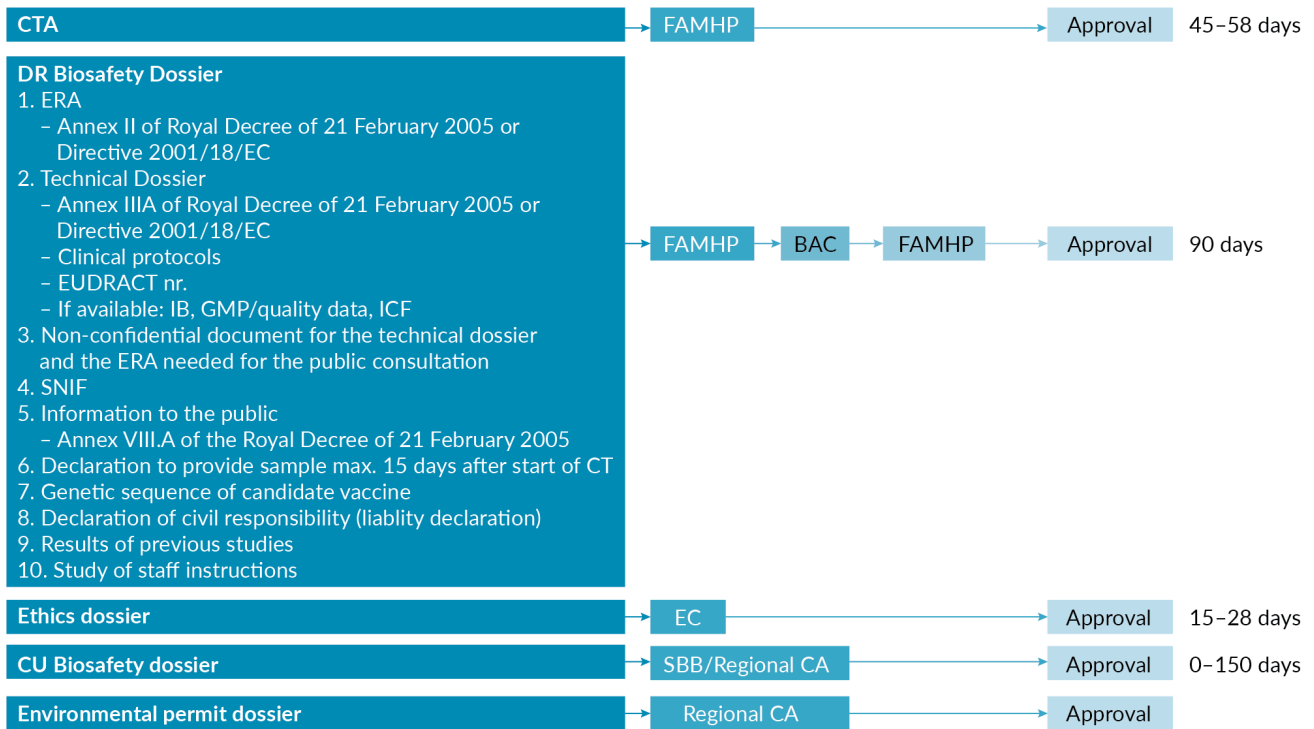 CTA
FAMHP
Approval
45–58 days
DR Biosafety Dossier
1. ERA
– Annex II of Royal Decree of 21 February 2005 or
Directive 2001/18/EC
2. Technical Dossier
– Annex IIIA of Royal Decree of 21 February 2005 or
Directive 2001/18/EC
– Clinical protocols
– EUDRACT nr.
– If available: IB, GMP/quality data, ICF
3. Non-confidential document for the technical dossier
and the ERA needed for the public consultation
4. SNIF
5. Information to the public
– Annex VIII.A of the Royal Decree of 21 February 2005
6. Declaration to provide sample max. 15 days after start of CT
7. Genetic sequence of candidate vaccine
8. Declaration of civil responsibility (liablity declaration)
9. Results of previous studies
10. Study of staff instructions
FAMHP
BAC
FAMHP
Approval
90 days
Ethics dossier
EC
Approval
15–28 days
CU Biosafety dossier
SBB/Regional CA
Approval
0–150 days
Environmental permit dossier
Regional CA
Approval